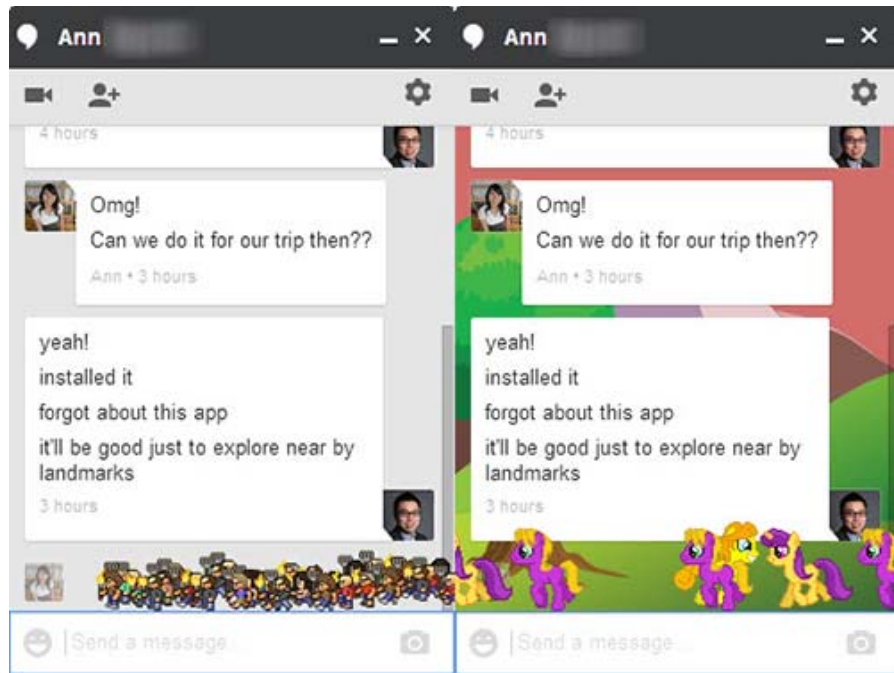 Ann
4 hours
Omg!
Can we do it for our trip then??
Ann • 3 hours
yeah!
installed it
forgot about this app
it'll be good just to explore near by
landmarks
3 hours
Send a message...
Ann
4 hours
Omg!
Can we do it for our trip then??
Ann • 3 hours
yeah!
installed it
forgot about this app
it'll be good just to explore near by
landmarks
3 hours
Send a message...